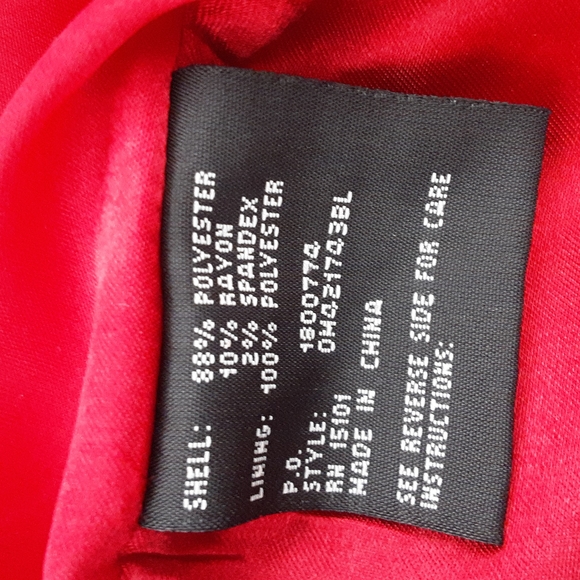 SHELL: 88% POLYESTER
10% RAYON
2% SPANDEX
LINING: 100% POLYESTER
P.O. 1800774
STYLE: OM421743BL
RN 15101
MADE IN CHINA
SEE REVERSE SIDE FOR CARE
INSTRUCTIONS: